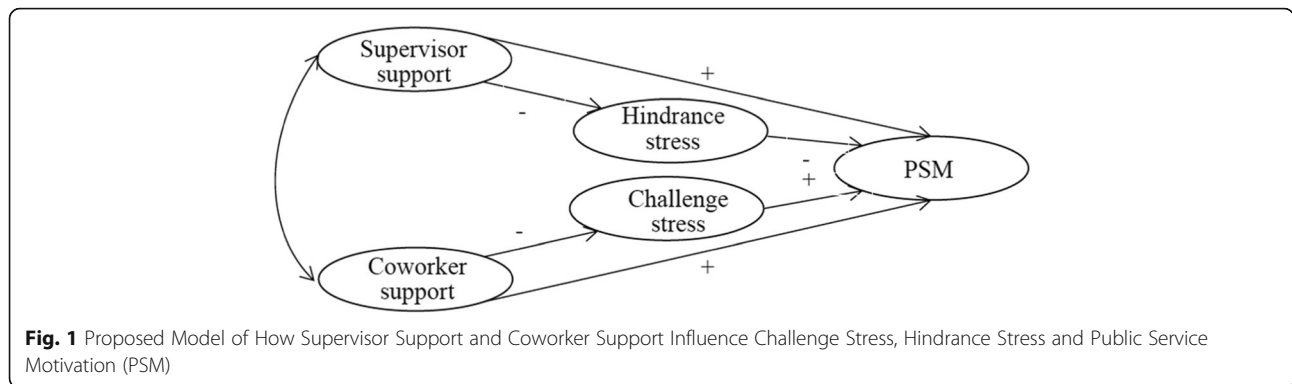 Supervisor
support
+
-
Hindrance
stress
-
+
PSM
Challenge
stress
-
Coworker
support
+
Fig. 1 Proposed Model of How Supervisor Support and Coworker Support Influence Challenge Stress, Hindrance Stress and Public Service
Motivation (PSM)